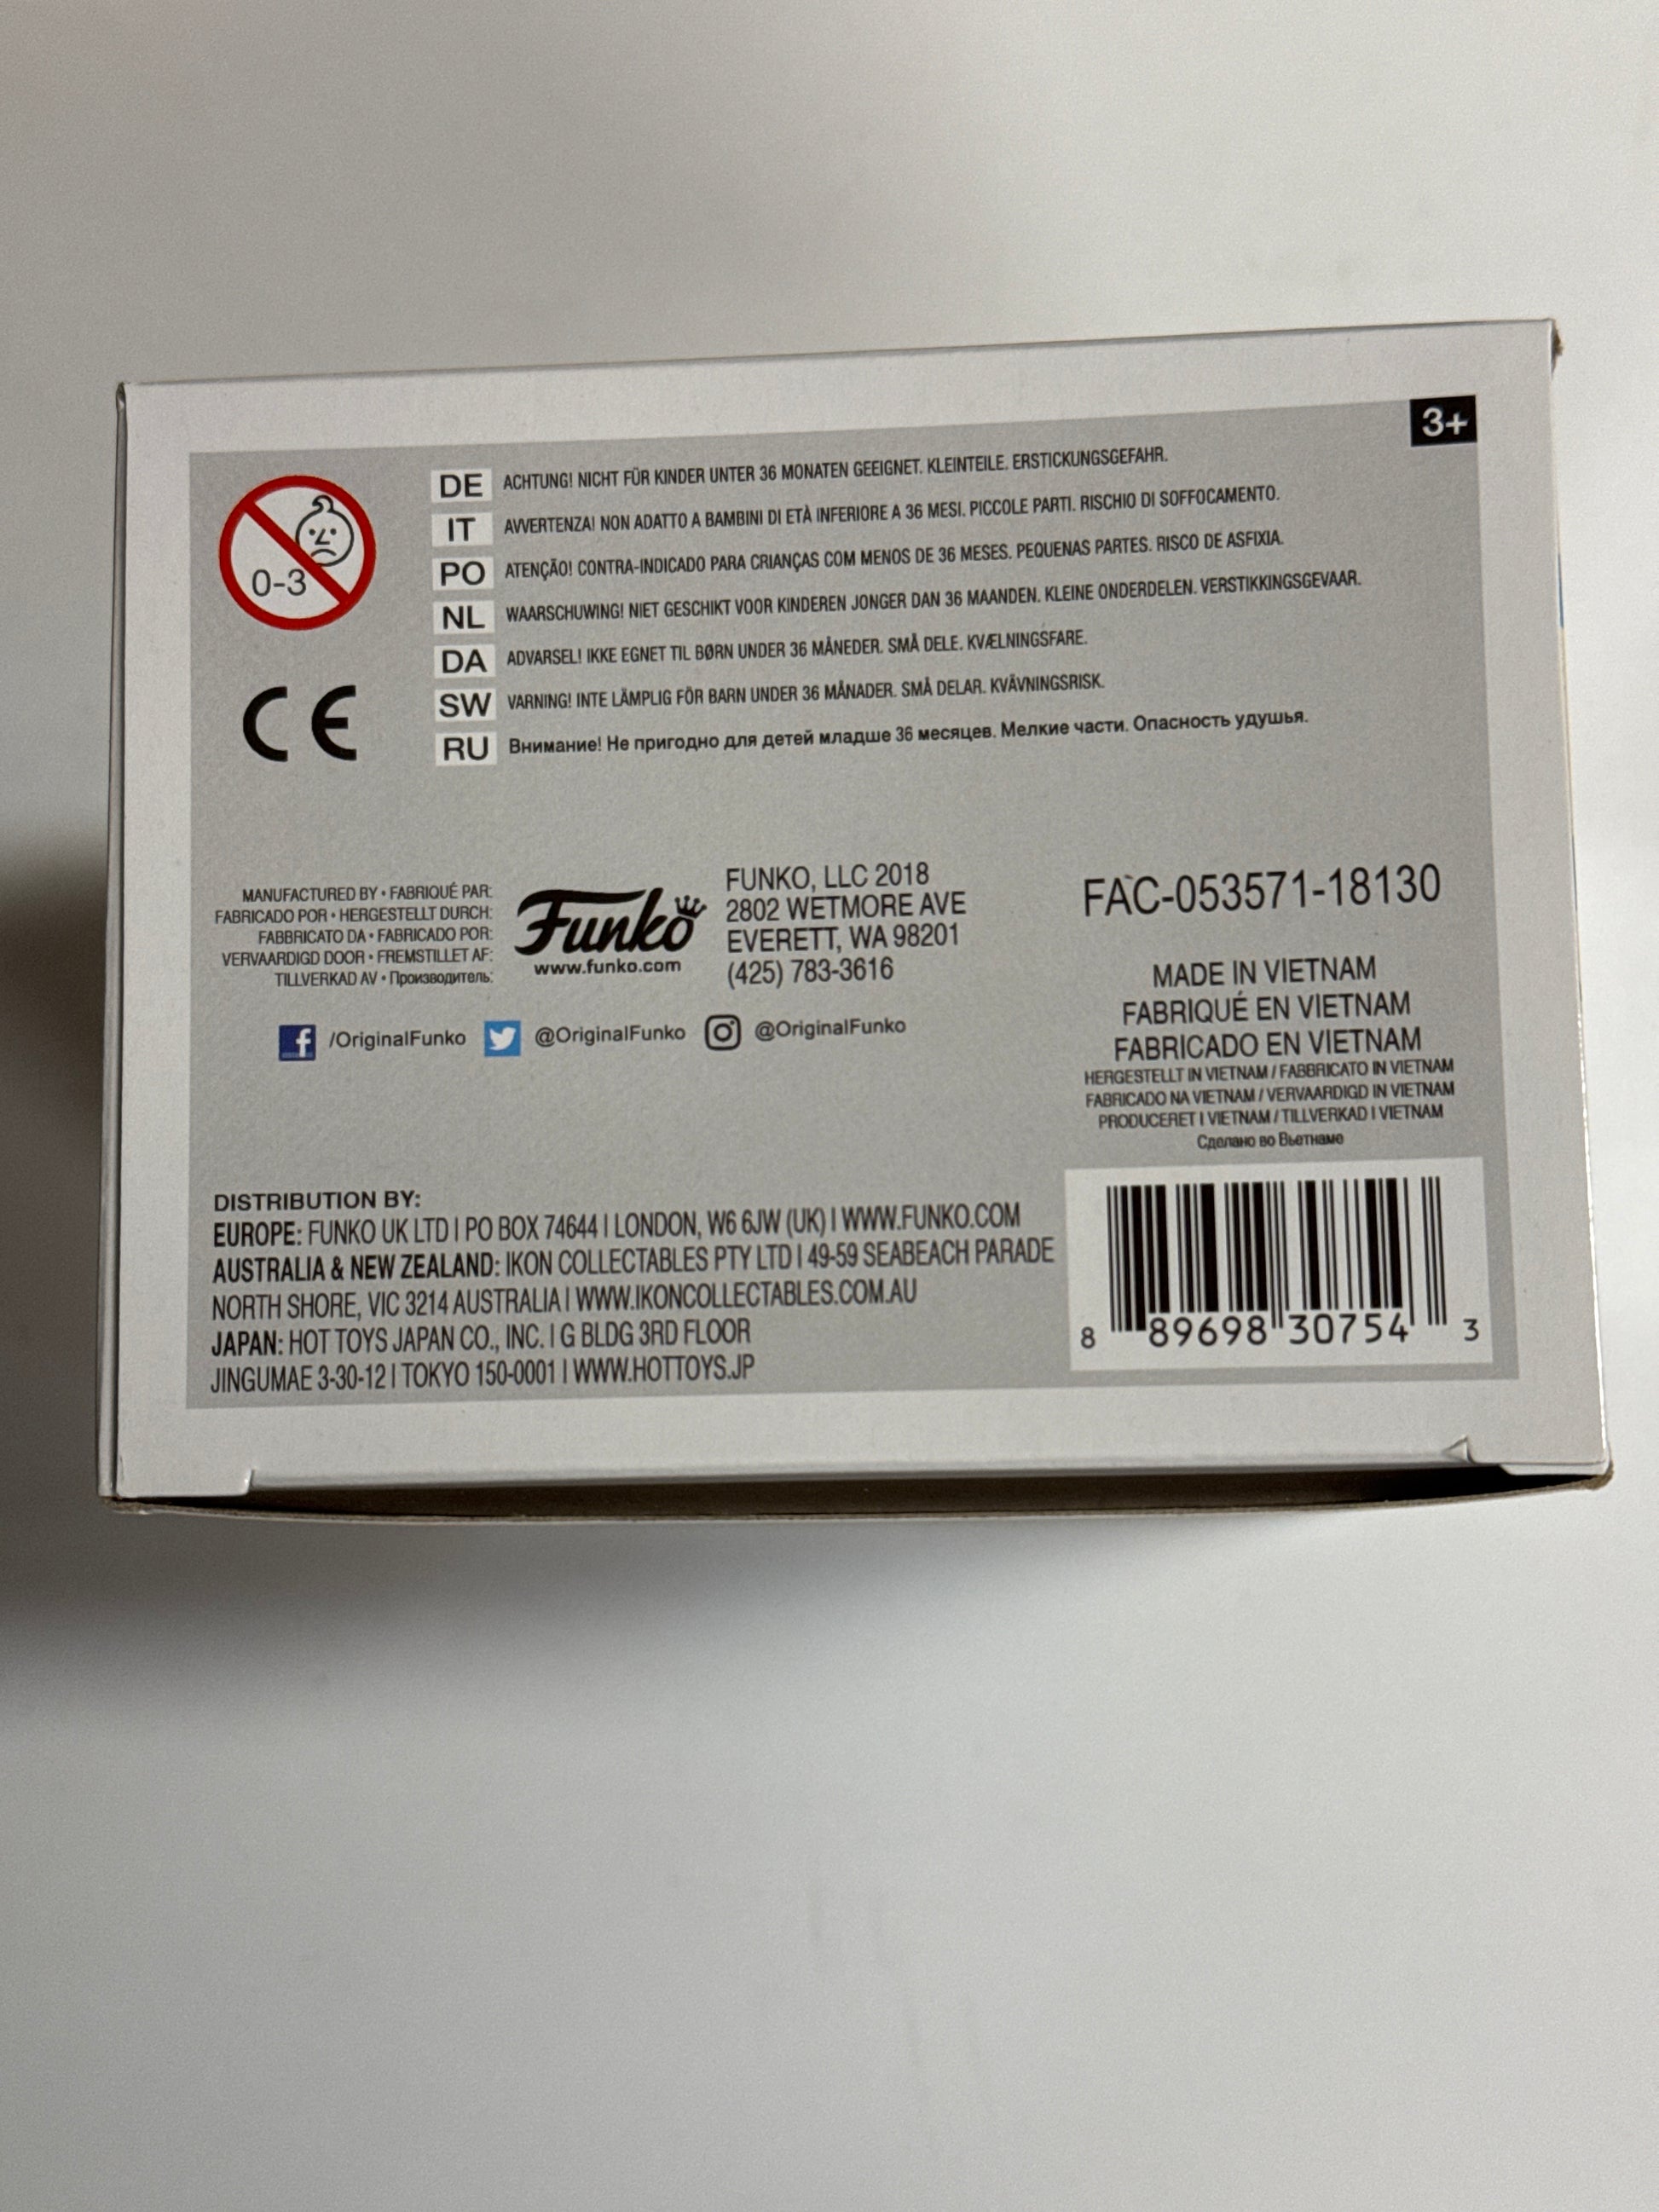 3+
0-3
DE ACHTUNG! NICHT FÜR KINDER UNTER 36 MONATEN GEEIGNET. KLEINTEILE. ERSTICKUNGSGEFAHR.
IT AVVERTENZA! NON ADATTO A BAMBINI DI ETÀ INFERIORE A 36 MESI. PICCOLE PARTI. RISCHIO DI SOFFOCAMENTO.
PO ATENÇÃO! CONTRA-INDICADO PARA CRIANÇAS COM MENOS DE 36 MESES. PEQUENAS PARTES. RISCO DE ASFIXIA.
NL WAARSCHUWING! NIET GESCHIKT VOOR KINDEREN JONGER DAN 36 MAANDEN. KLEINE ONDERDELEN. VERSTIKKINGSGEVAAR.
DA ADVARSEL! IKKE EGNET TIL BØRN UNDER 36 MÅNEDER. SMÅ DELE. KVÆLNINGSFARE.
SW VARNING! INTE LÄMPLIG FÖR BARN UNDER 36 MÅNADER. SMÅ DELAR. KVÄVNINGSRISK.
RU Внимание! Не пригодно для детей младше 36 месяцев. Мелкие части. Опасность удушья.
CE
MANUFACTURED BY • FABRIQUÉ PAR:
FABRICADO POR • HERGESTELLT DURCH:
FABBRICATO DA • FABRICADO POR:
VERVAARDIGD DOOR • FREMSTILLET AF:
TILLVERKAD AV • Производитель:
Funko
www.funko.com
FUNKO, LLC 2018
2802 WETMORE AVE
EVERETT, WA 98201
(425) 783-3616
/OriginalFunko @OriginalFunko @OriginalFunko
FAC-053571-18130
MADE IN VIETNAM
FABRIQUÉ EN VIETNAM
FABRICADO EN VIETNAM
HERGESTELLT IN VIETNAM / FABBRICATO IN VIETNAM
FABRICADO NA VIETNAM / VERVAARDIGD IN VIETNAM
PRODUCERET I VIETNAM / TILLVERKAD I VIETNAM
Сделано во Вьетнаме
DISTRIBUTION BY:
EUROPE: FUNKO UK LTD | PO BOX 74644 | LONDON, W6 6JW (UK) | WWW.FUNKO.COM
AUSTRALIA & NEW ZEALAND: IKON COLLECTABLES PTY LTD | 49-59 SEABEACH PARADE
NORTH SHORE, VIC 3214 AUSTRALIA | WWW.IKONCOLLECTABLES.COM.AU
JAPAN: HOT TOYS JAPAN CO., INC. | G BLDG 3RD FLOOR
JINGUMAE 3-30-12 | TOKYO 150-0001 | WWW.HOTTOYS.JP
8 89698 30754 3